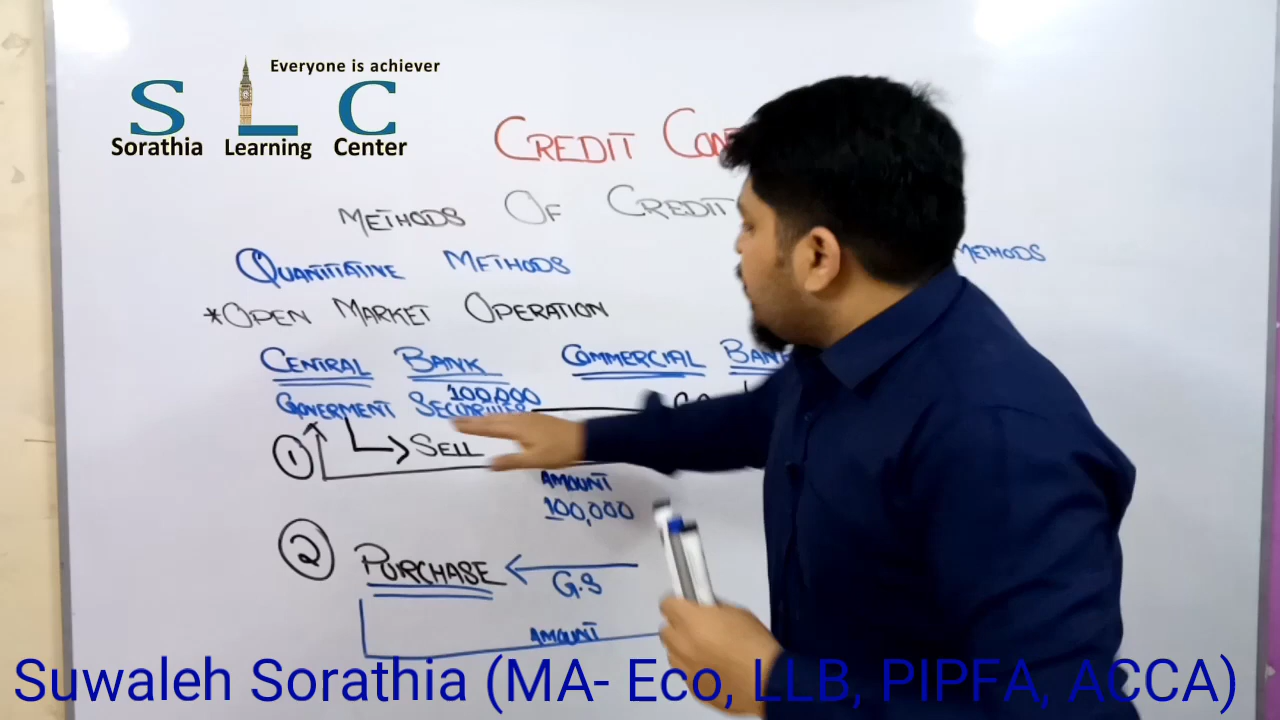 Everyone is achiever
S L C
Sorathia Learning Center
CREDIT
METHODS OF CREDIT
QUANTITATIVE METHODS
METHODS
*OPEN MARKET OPERATION
CENTRAL BANK COMMERCIAL BANK
100,000
GOVERMENT SECURITIES
1 SELL
AMOUNT
100,000
2 PURCHASE
G.S
AMOUNT
Suwaleh Sorathia (MA- Eco, LLB, PIPFA, ACCA)